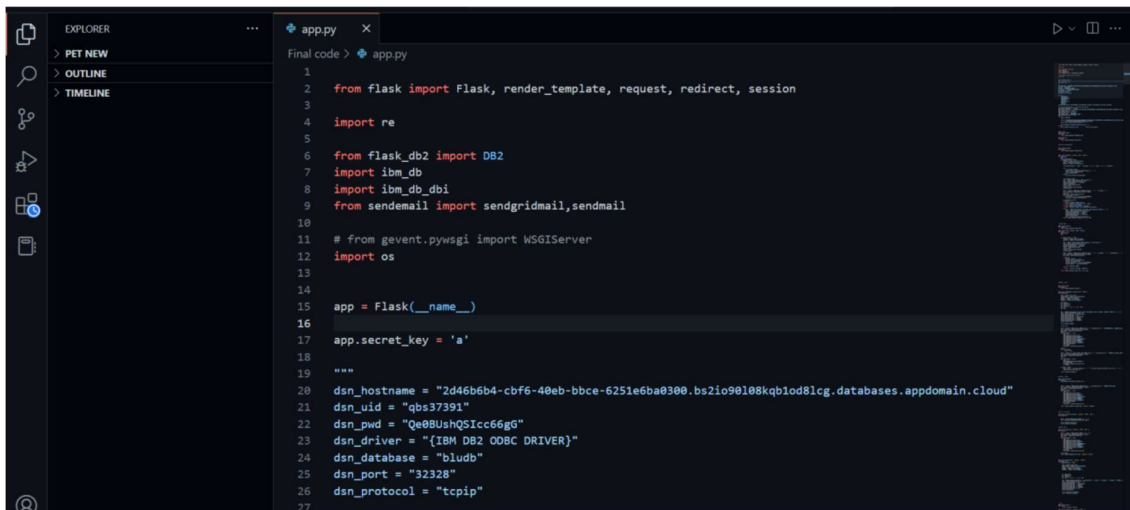 EXPLORER
PET NEW
OUTLINE
TIMELINE
app.py
Final code > app.py
1
2 from flask import Flask, render_template, request, redirect, session
3
4 import re
5
6 from flask_db2 import DB2
7 import ibm_db
8 import ibm_db_dbi
9 from sendemail import sendgridmail,sendmail
10
11 # from gevent.pywsgi import WSGIServer
12 import os
13
14
15 app = Flask(__name__)
16
17 app.secret_key = 'a'
18
19 """
20 dsn_hostname = "2d46b6b4-cbf6-40eb-bbce-6251e6ba0300.bs2io90l08kqb1od8lcg.databases.appdomain.cloud"
21 dsn_uid = "qbs37391"
22 dsn_pwd = "Qe0BUshQSIcc66gG"
23 dsn_driver = "{IBM DB2 ODBC DRIVER}"
24 dsn_database = "bludb"
25 dsn_port = "32328"
26 dsn_protocol = "tcpip"
27